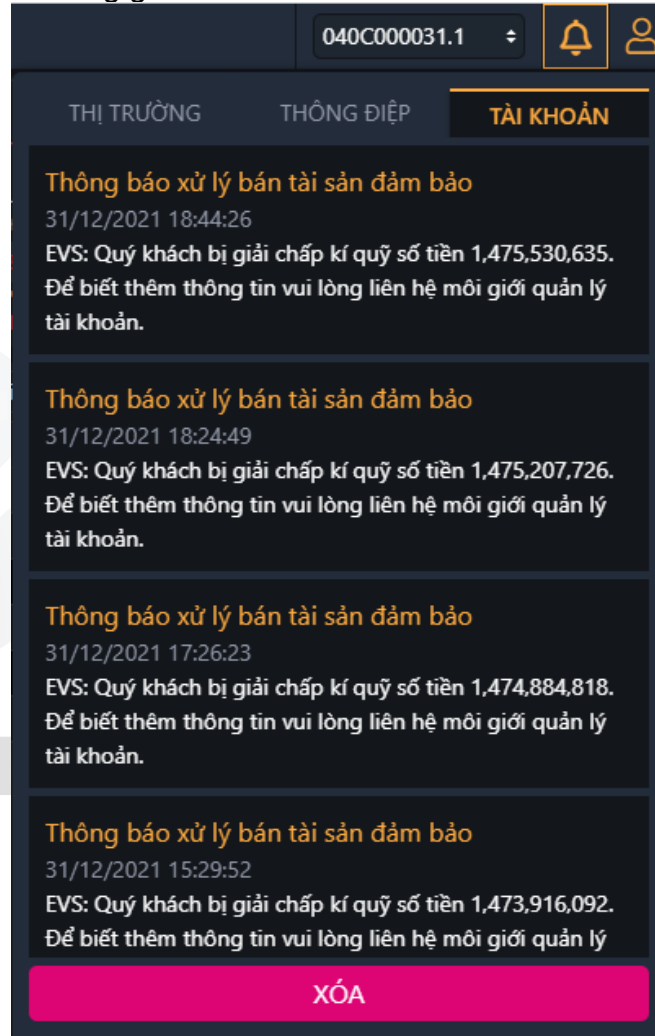 040C000031.1
THỊ TRƯỜNG THÔNG ĐIỆP TÀI KHOẢN
Thông báo xử lý bán tài sản đảm bảo
31/12/2021 18:44:26
EVS: Quý khách bị giải chấp kí quỹ số tiền 1,475,530,635.
Để biết thêm thông tin vui lòng liên hệ môi giới quản lý
tài khoản.
Thông báo xử lý bán tài sản đảm bảo
31/12/2021 18:24:49
EVS: Quý khách bị giải chấp kí quỹ số tiền 1,475,207,726.
Để biết thêm thông tin vui lòng liên hệ môi giới quản lý
tài khoản.
Thông báo xử lý bán tài sản đảm bảo
31/12/2021 17:26:23
EVS: Quý khách bị giải chấp kí quỹ số tiền 1,474,884,818.
Để biết thêm thông tin vui lòng liên hệ môi giới quản lý
tài khoản.
Thông báo xử lý bán tài sản đảm bảo
31/12/2021 15:29:52
EVS: Quý khách bị giải chấp kí quỹ số tiền 1,473,916,092.
Để biết thêm thông tin vui lòng liên hệ môi giới quản lý
XÓA